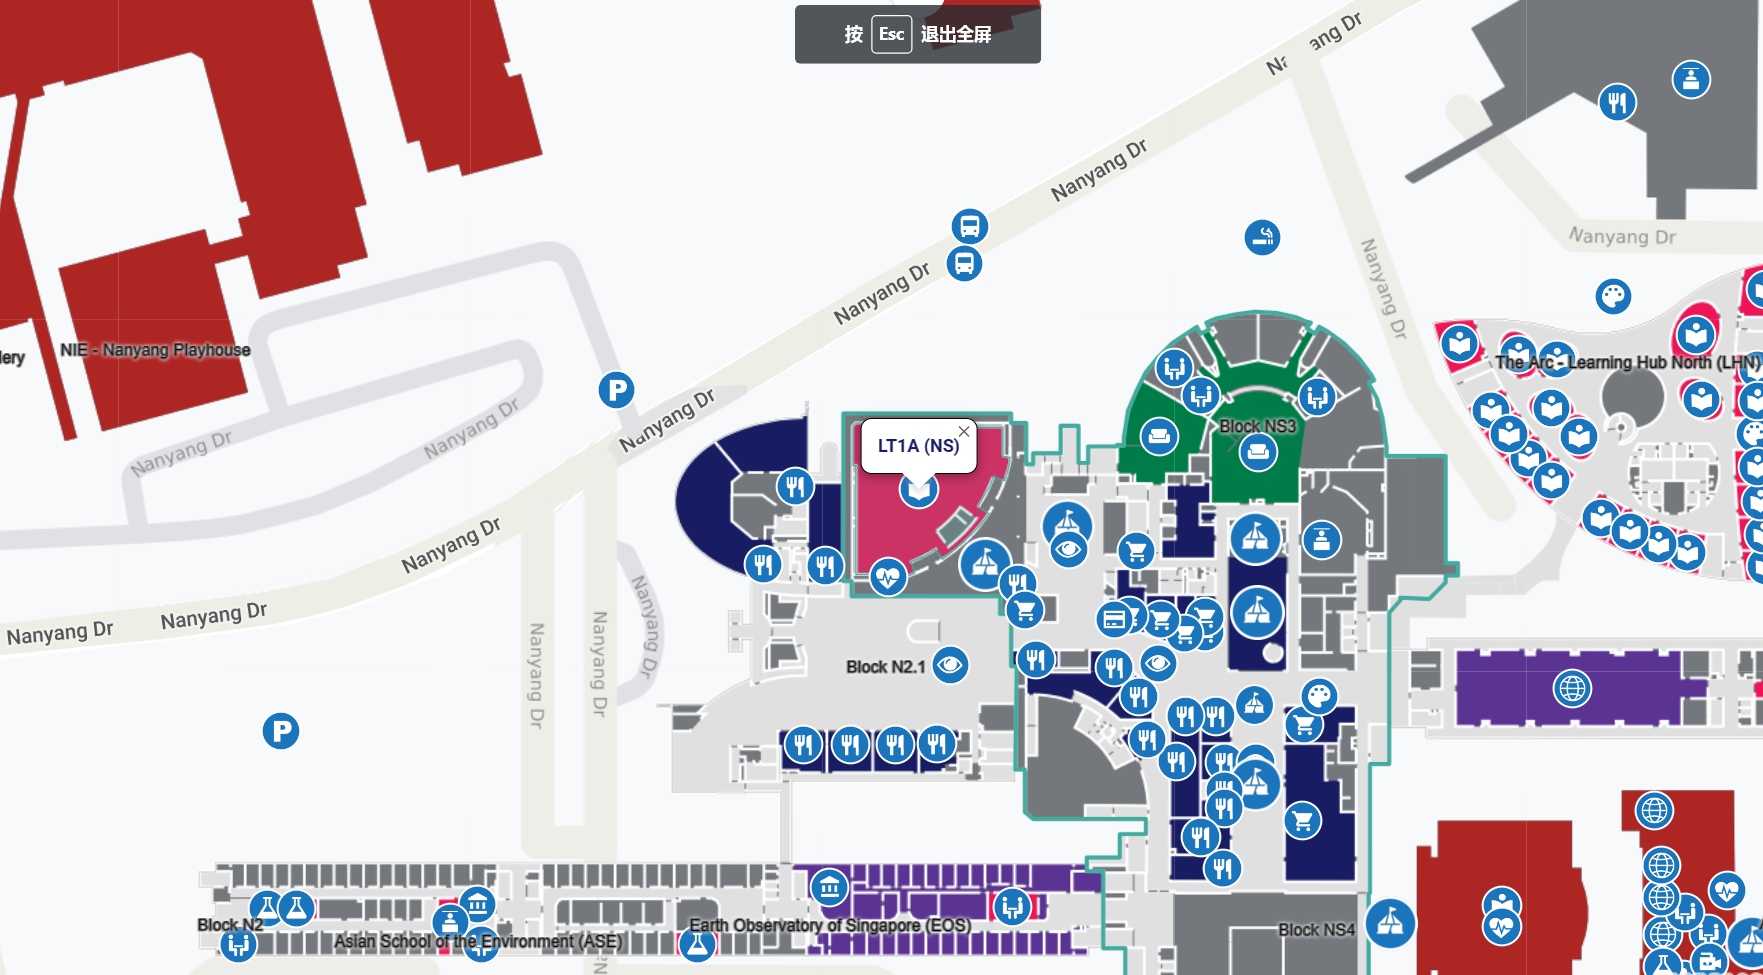 按 Esc 退出全屏
Nanyang Dr
Nanyang Dr
Nanyang Dr
Nanyang Dr
Nanyang Dr
NIE - Nanyang Playhouse
The Arc - Learning Hub North (LHN)
Nanyang Dr
Nanyang Dr
Nanyang Dr
Block NS3
Nanyang Dr
LT1A (NS)
Nanyang Dr
Nanyang Dr
Nanyang Dr
Nanyang Dr
Nanyang Dr
Nanyang Dr
Block N2.1
P
P
Block N2
Earth Observatory of Singapore (EOS)
Asian School of the Environment (ASE)
Block NS4